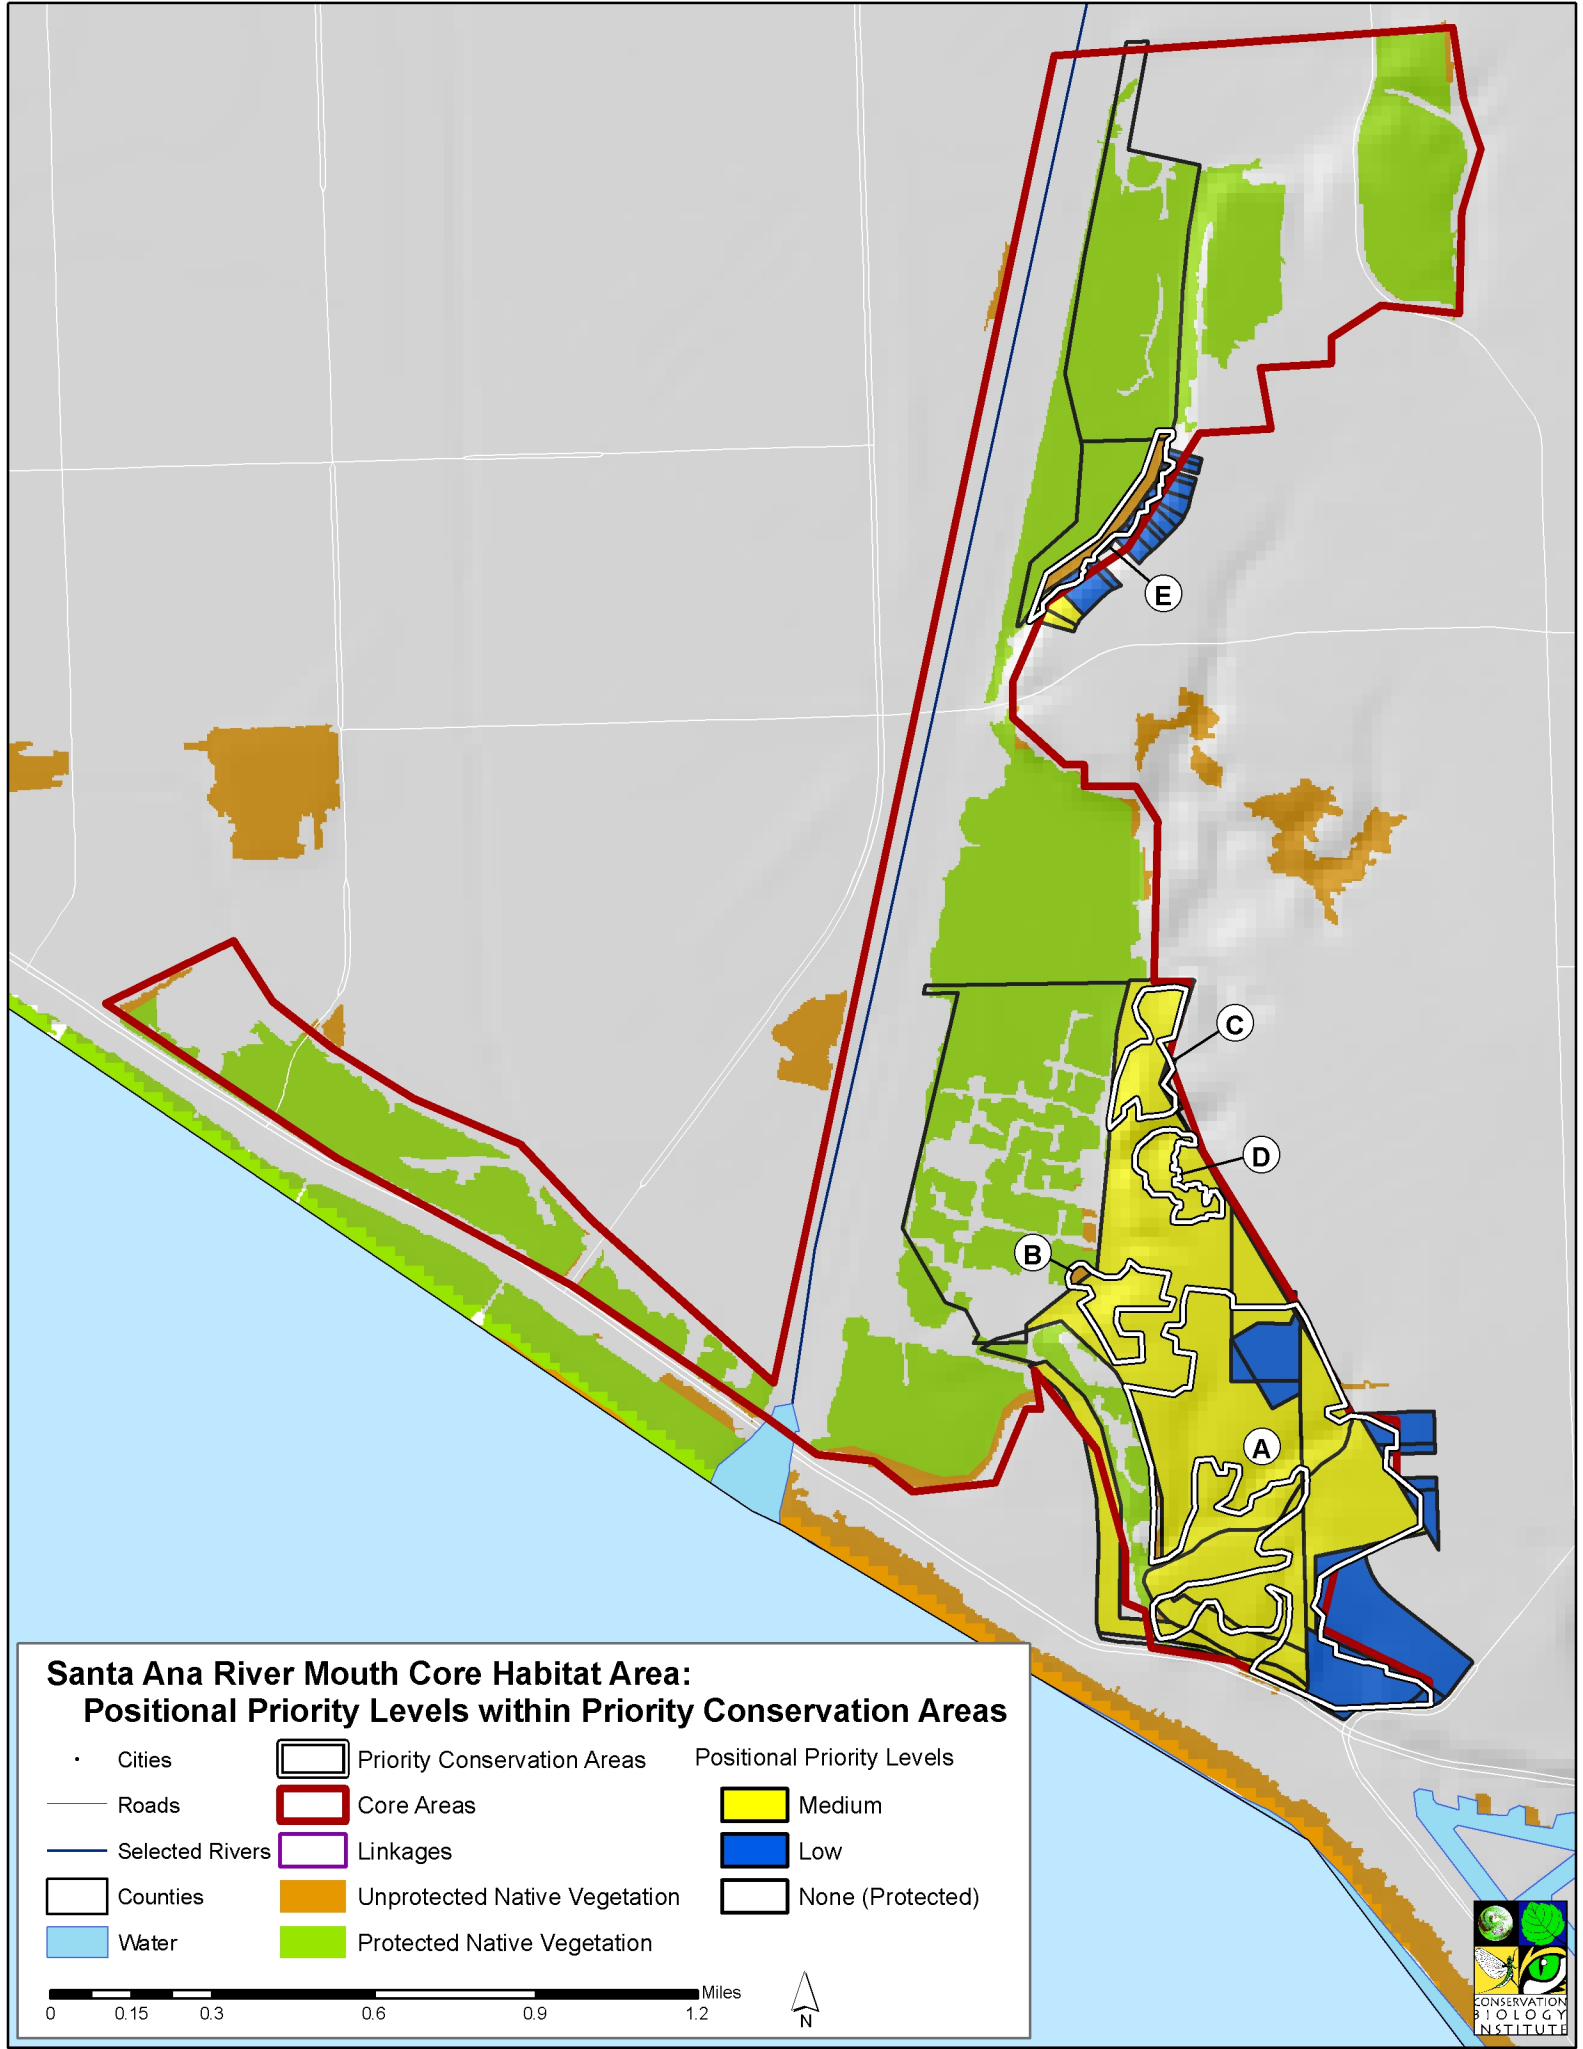 E
C
D
B
A
Santa Ana River Mouth Core Habitat Area:
Positional Priority Levels within Priority Conservation Areas
Cities
Roads
Selected Rivers
Counties
Water
Priority Conservation Areas
Core Areas
Linkages
Unprotected Native Vegetation
Protected Native Vegetation
Positional Priority Levels
Medium
Low
None (Protected)
Miles
0 0.15 0.3 0.6 0.9 1.2
N
CONSERVATION
BIOLOGY
INSTITUTE